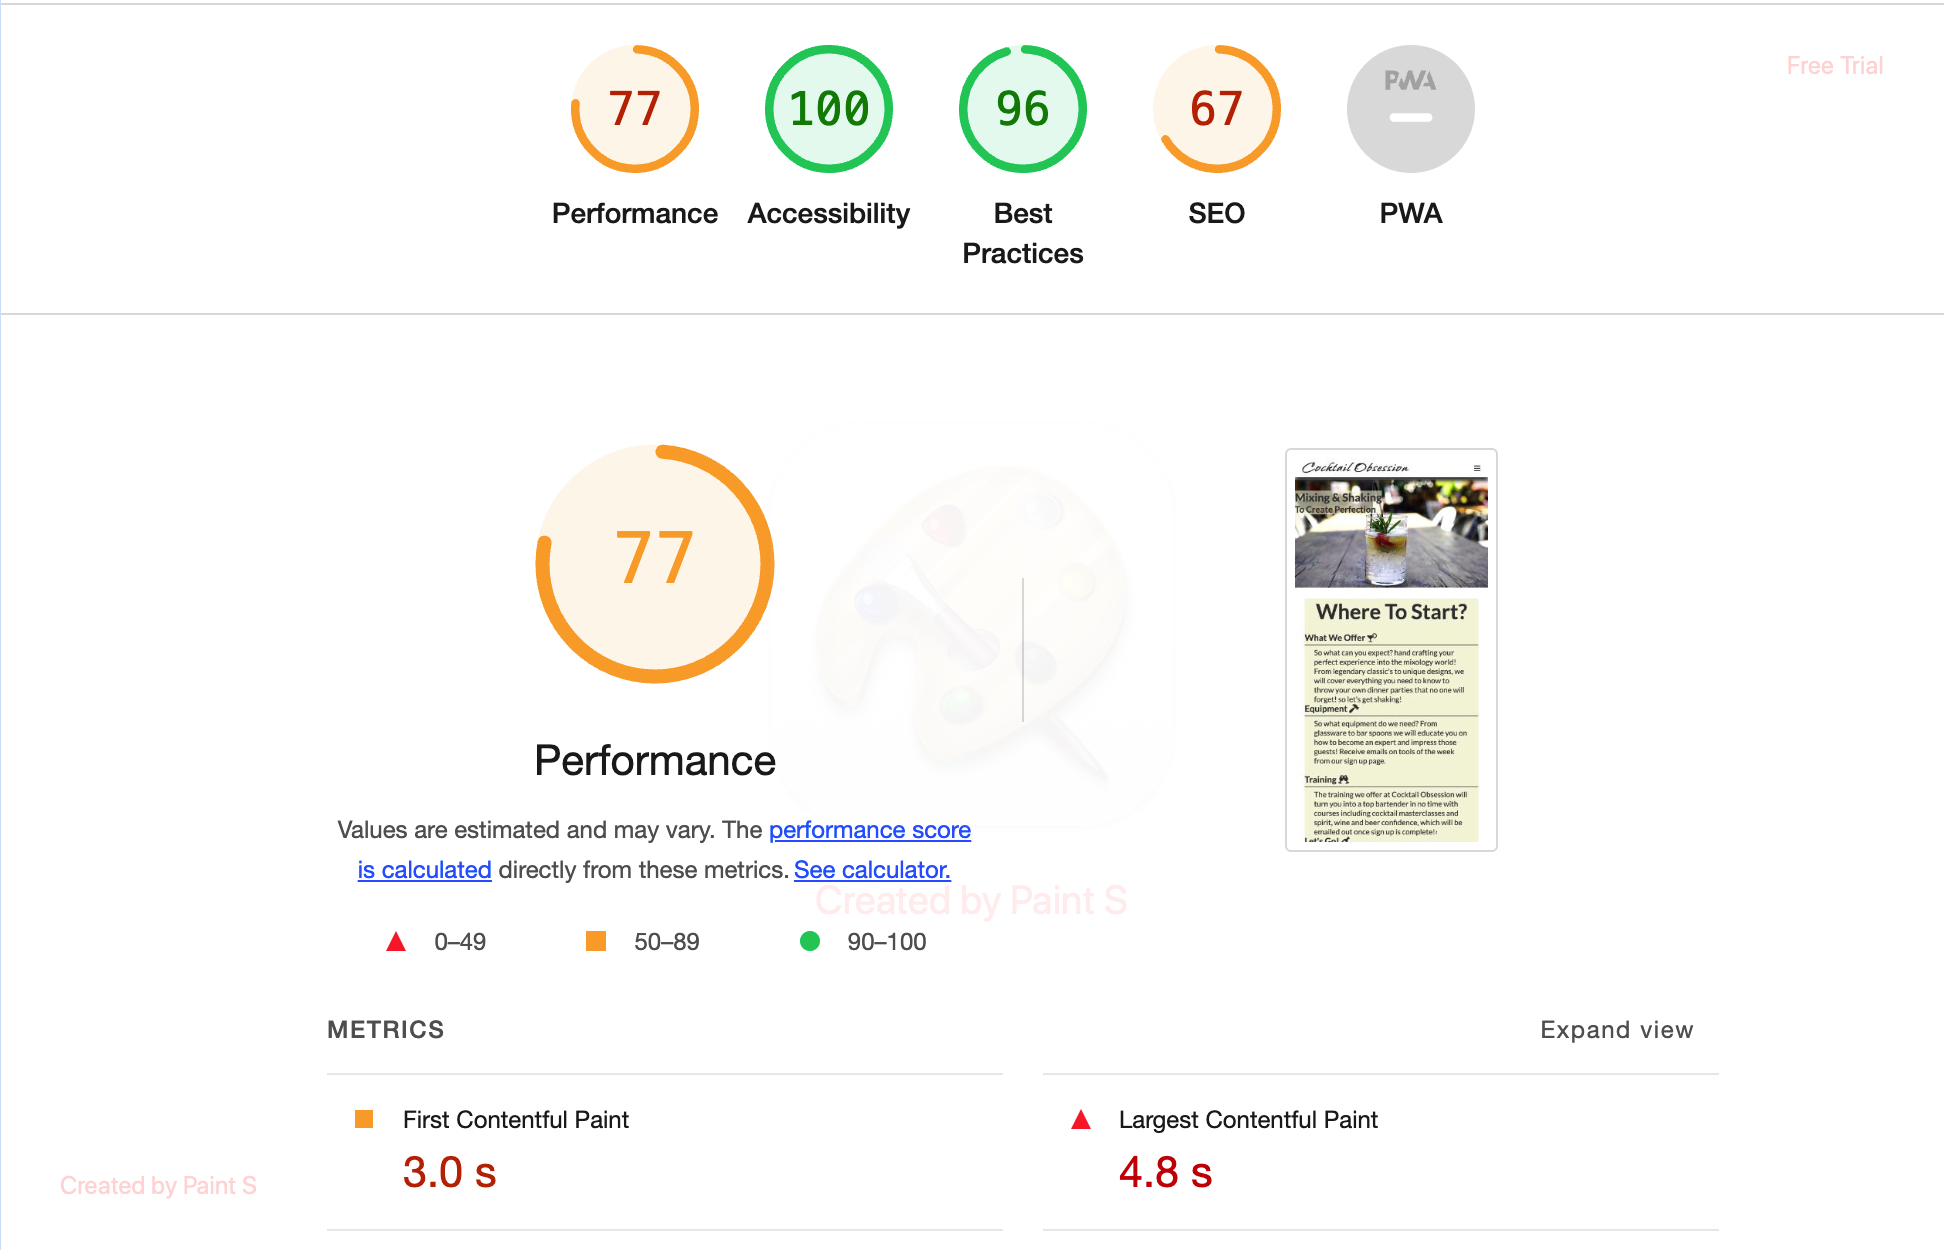 Free Trial
77
100
96
67
PWA
Performance
Accessibility
Best
Practices
SEO
PWA
77
Performance
Values are estimated and may vary. The performance score
is calculated directly from these metrics. See calculator.
0–49
50–89
90–100
Cocktail Obsession
Mixing & Shaking
To Create Perfection
Where To Start?
What We Offer
So what can you expect? hand crafting your
perfect experience into the mixology world!
From legendary classic's to unique designs, we
will cover everything you need to know to
throw your own dinner parties that no one will
forget! so let's get shaking!
Equipment
So what equipment do we need? From
glassware to bar spoons we will educate you on
how to become an expert and impress those
guests! Receive emails on tools of the week
from our sign up page.
Training
The training we offer at Cocktail Obsession will
turn you into a top bartender in no time with
courses including cocktail masterclasses and
spirit, wine and beer confidence, which will be
emailed out once sign up is complete!!
Let's Go!
Created by Paint S
METRICS
Expand view
First Contentful Paint
3.0 s
Largest Contentful Paint
4.8 s
Created by Paint S